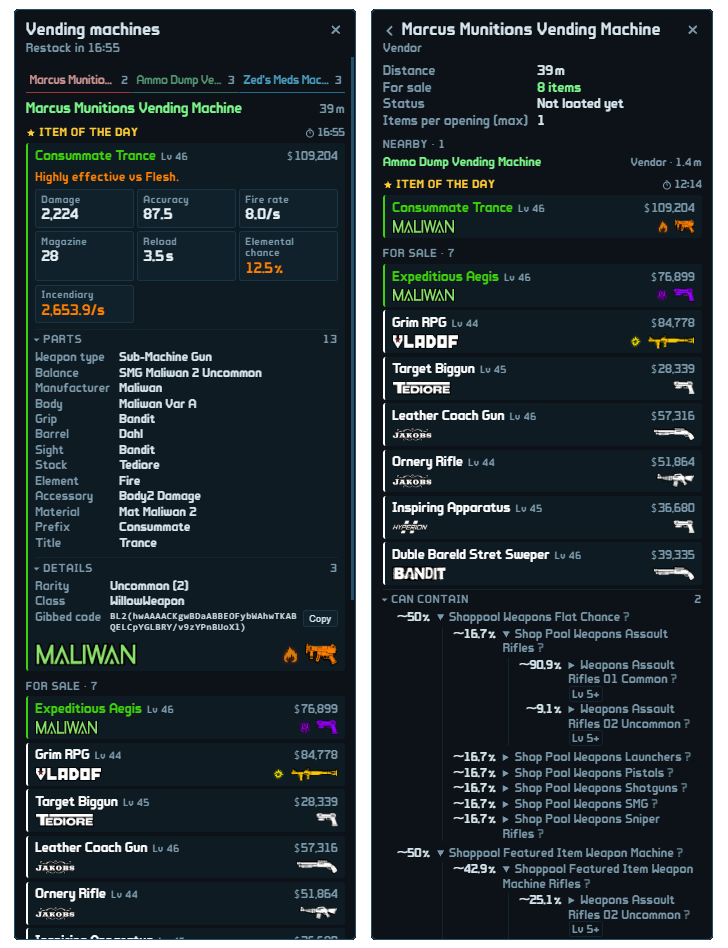 Vending machines
Restock in 16:55
Marcus Munitio... 2 Ammo Dump Ve... 3 Zed's Meds Mac... 3
Marcus Munitions Vending Machine 39 m
ITEM OF THE DAY 16:55
Consummate Trance Lv 46 $109,204
Highly effective vs Flesh.
Damage Accuracy Fire rate
2,224 87.5 8.0/s
Magazine Reload Elemental chance
28 3.5 s 12.5%
Incendiary
2,653.9/s
PARTS 13
Weapon type Sub-Machine Gun
Balance SMG Maliwan 2 Uncommon
Manufacturer Maliwan
Body Maliwan Var A
Grip Bandit
Barrel Dahl
Sight Bandit
Stock Tediore
Element Fire
Accessory Body2 Damage
Material Mat Maliwan 2
Prefix Consummate
Title Trance
DETAILS 3
Rarity Uncommon (2)
Class WillowWeapon
Gibbed code BL2(hwAAAACKgwBDaABBEOFybWAhwTKAB
QELCpYGLBRY/v9zYPnBUoXl) Copy
MALIWAN
FOR SALE · 7
Expeditious Aegis Lv 46 $76,899
MALIWAN
Grim RPG Lv 44 $84,778
VLADOF
Target Biggun Lv 45 $28,339
TEDIORE
Leather Coach Gun Lv 46 $57,316
JAKOBS
Ornery Rifle Lv 44 $51,864
JAKOBS
Inspiring Apparatus Lv 45 $36,680
Marcus Munitions Vending Machine
Vendor
Distance 39 m
For sale 8 items
Status Not looted yet
Items per opening (max) 1
NEARBY · 1
Ammo Dump Vending Machine Vendor · 1.4 m
ITEM OF THE DAY 12:14
Consummate Trance Lv 46 $109,204
MALIWAN
FOR SALE · 7
Expeditious Aegis Lv 46 $76,899
MALIWAN
Grim RPG Lv 44 $84,778
VLADOF
Target Biggun Lv 45 $28,339
TEDIORE
Leather Coach Gun Lv 46 $57,316
JAKOBS
Ornery Rifle Lv 44 $51,864
JAKOBS
Inspiring Apparatus Lv 45 $36,680
HYPERION
Duble Bareld Stret Sweper Lv 46 $39,335
BANDIT
CAN CONTAIN 2
~50% Shoppool Weapons Flat Chance ?
~16.7% Shop Pool Weapons Assault
Rifles ?
~90.9% Weapons Assault
Rifles 01 Common ?
Lv 5+
~9.1% Weapons Assault
Rifles 02 Uncommon ?
Lv 5+
~16.7% Shop Pool Weapons Launchers ?
~16.7% Shop Pool Weapons Pistols ?
~16.7% Shop Pool Weapons Shotguns ?
~16.7% Shop Pool Weapons SMG ?
~16.7% Shop Pool Weapons Sniper
Rifles ?
~50% Shoppool Featured Item Weapon Machine ?
~42.9% Shoppool Featured Item Weapon
Machine Rifles ?
~25.1% Weapons Assault
Rifles 02 Uncommon ?
Lv 5+